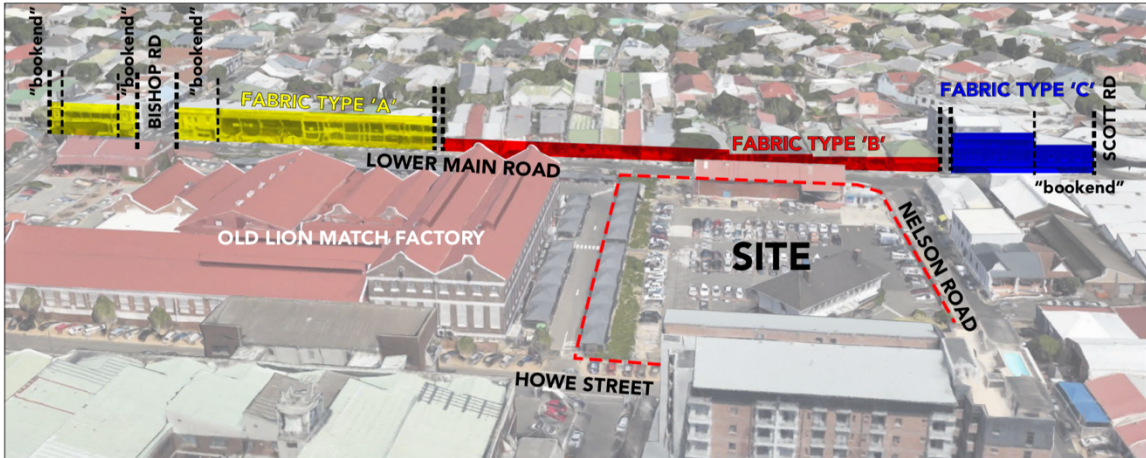 "bookend"
"bookend"
BISHOP RD
"bookend"
FABRIC TYPE 'A'
FABRIC TYPE 'C'
SCOTT RD
FABRIC TYPE 'B'
LOWER MAIN ROAD
"bookend"
OLD LION MATCH FACTORY
SITE
NELSON ROAD
HOWE STREET